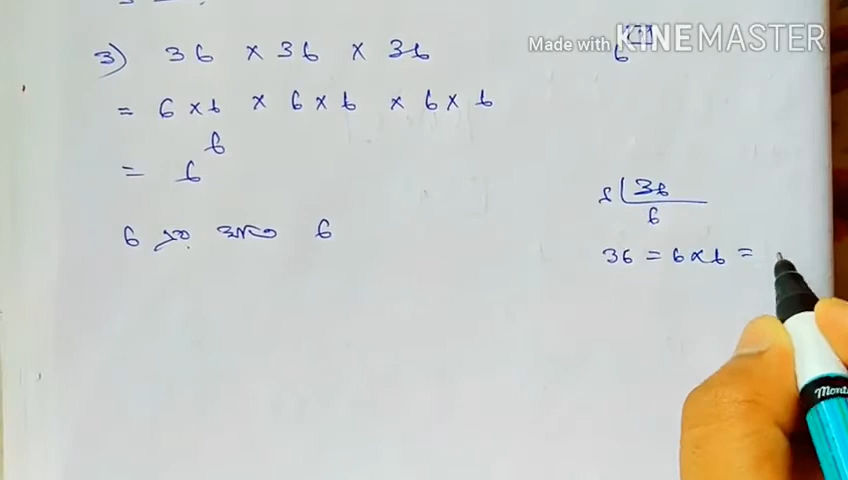 Made with KINEMASTER
3) 36 × 36 × 36
= 6 × 6 × 6 × 6 × 6 × 6
= 6⁶
6 6
6 | 36
6
36 = 6 × 6 =